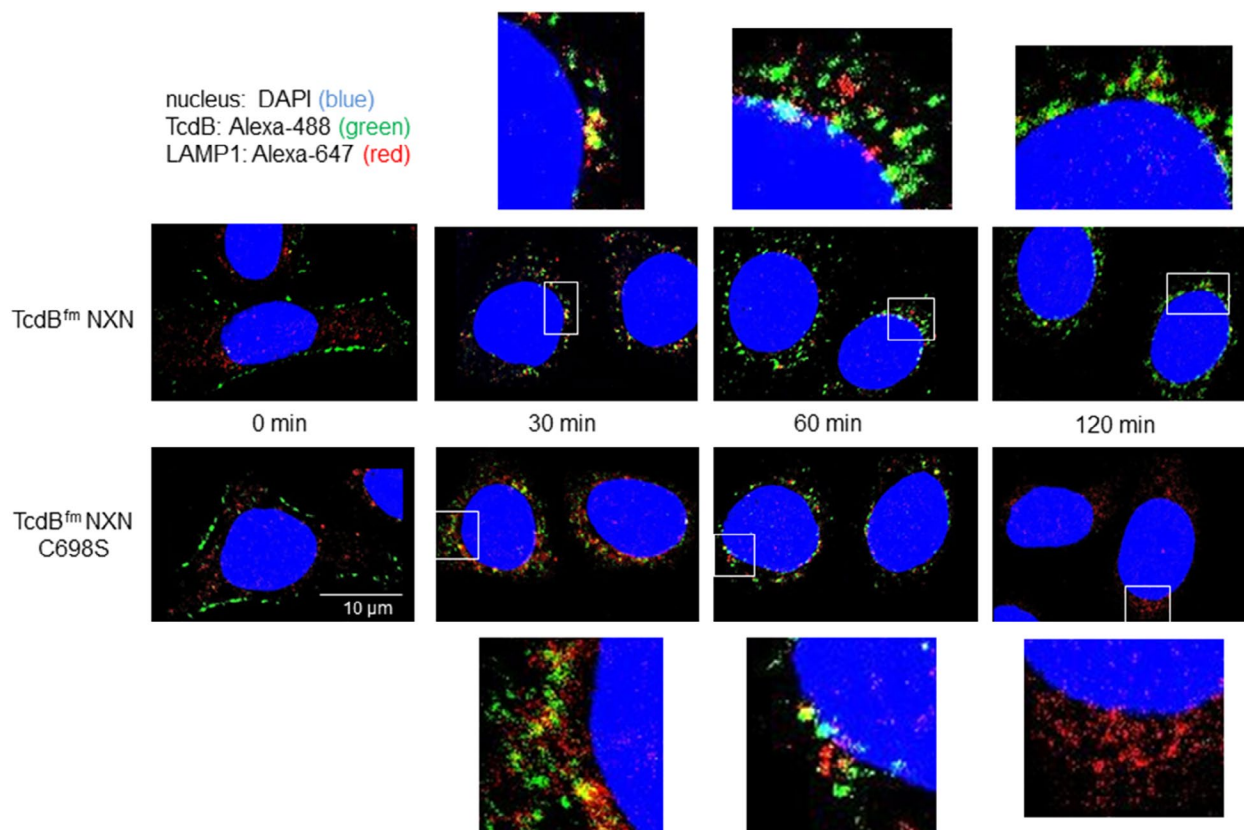 nucleus: DAPI (blue)
TcdB: Alexa-488 (green)
LAMP1: Alexa-647 (red)
TcdBfm NXN
0 min
30 min
60 min
120 min
TcdBfm NXN
C698S
10 µm